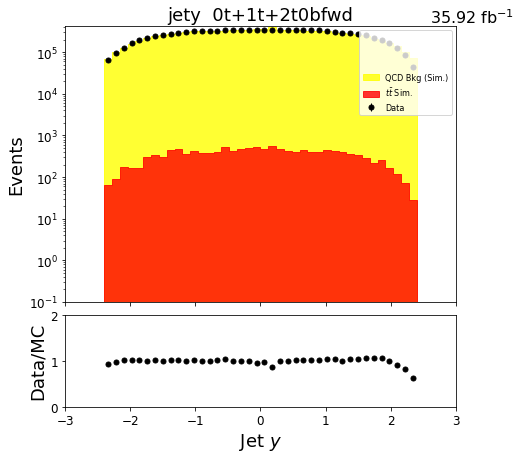 jety 0t+1t+2t0bfwd
35.92 fb⁻¹
QCD Bkg (Sim.)
tt̄ Sim.
Data
Events
10⁵
10⁴
10³
10²
10¹
10⁰
10⁻¹
Data/MC
2
1
0
−3 −2 −1 0 1 2 3
Jet y